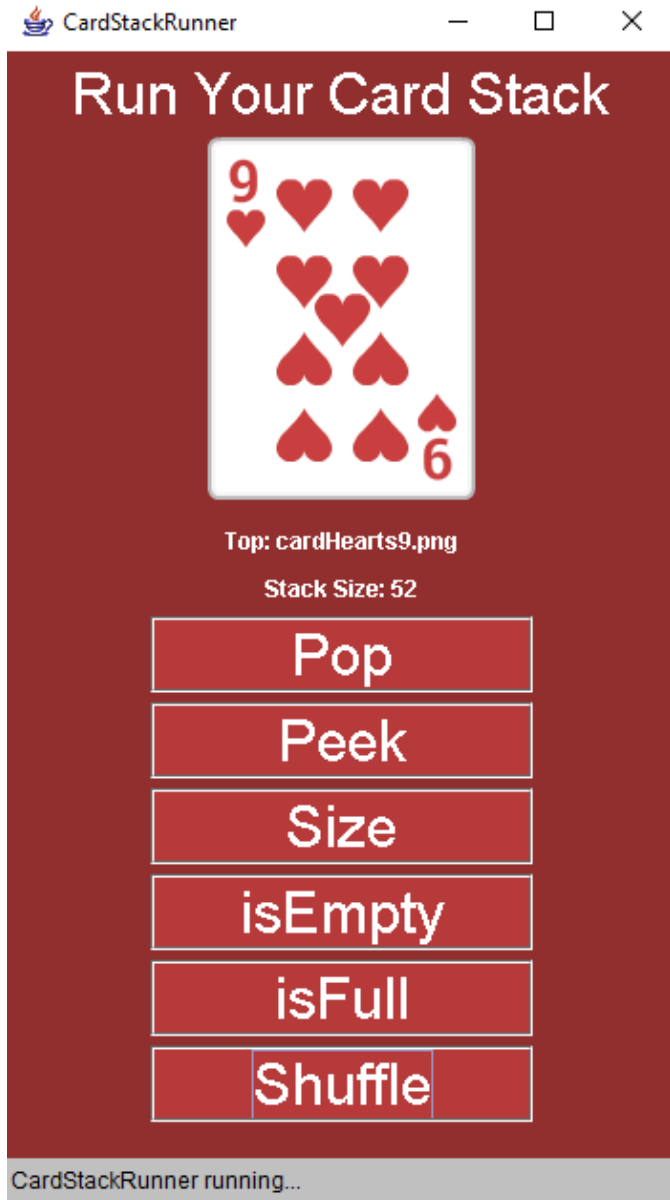 CardStackRunner
Run Your Card Stack
9
9
Top: cardHearts9.png
Stack Size: 52
Pop
Peek
Size
isEmpty
isFull
Shuffle
CardStackRunner running...